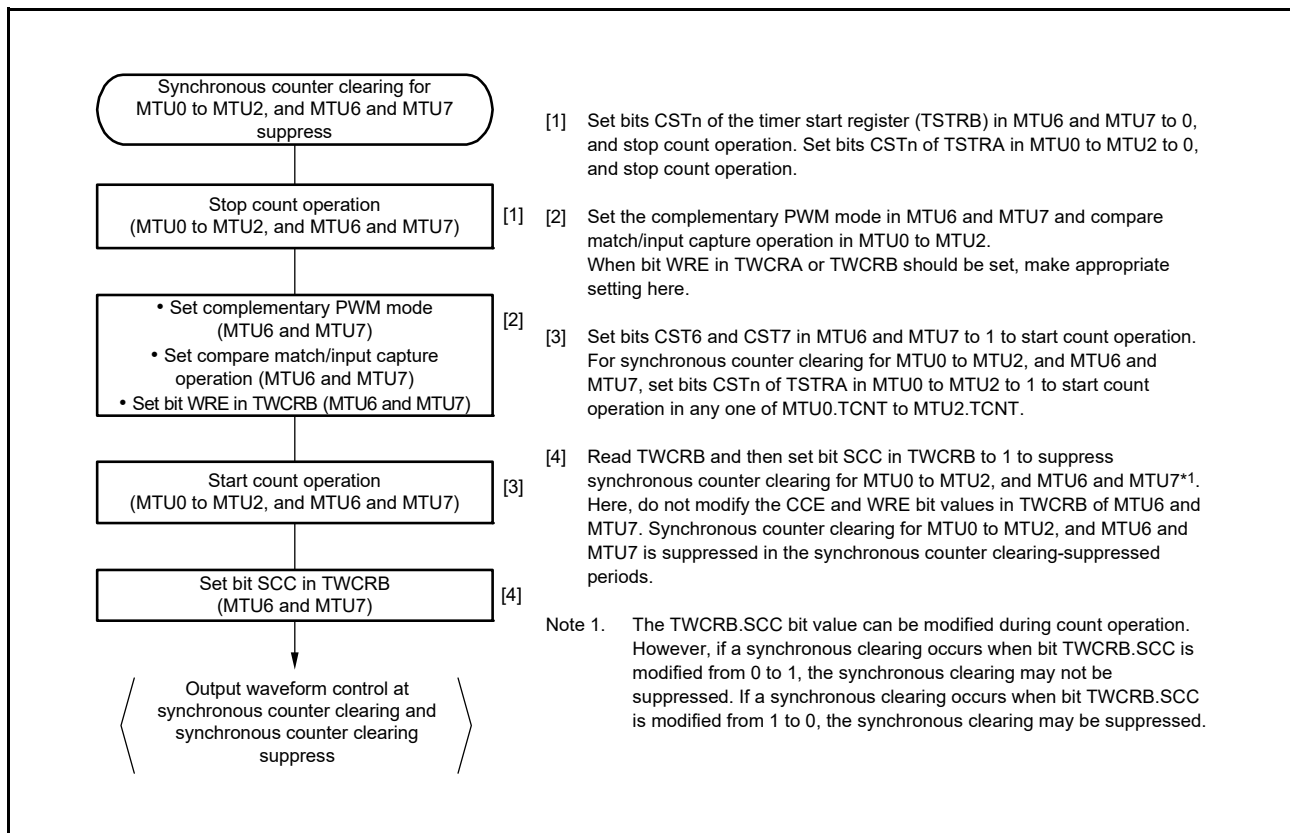 Synchronous counter clearing for
MTU0 to MTU2, and MTU6 and MTU7
suppress
Stop count operation
(MTU0 to MTU2, and MTU6 and MTU7)
[1]
• Set complementary PWM mode
(MTU6 and MTU7)
• Set compare match/input capture
operation (MTU6 and MTU7)
• Set bit WRE in TWCRB (MTU6 and MTU7)
[2]
Start count operation
(MTU0 to MTU2, and MTU6 and MTU7)
[3]
Set bit SCC in TWCRB
(MTU6 and MTU7)
[4]
Output waveform control at
synchronous counter clearing and
synchronous counter clearing
suppress
[1] Set bits CSTn of the timer start register (TSTRB) in MTU6 and MTU7 to 0,
and stop count operation. Set bits CSTn of TSTRA in MTU0 to MTU2 to 0,
and stop count operation.
[2] Set the complementary PWM mode in MTU6 and MTU7 and compare
match/input capture operation in MTU0 to MTU2.
When bit WRE in TWCRA or TWCRB should be set, make appropriate
setting here.
[3] Set bits CST6 and CST7 in MTU6 and MTU7 to 1 to start count operation.
For synchronous counter clearing for MTU0 to MTU2, and MTU6 and
MTU7, set bits CSTn of TSTRA in MTU0 to MTU2 to 1 to start count
operation in any one of MTU0.TCNT to MTU2.TCNT.
[4] Read TWCRB and then set bit SCC in TWCRB to 1 to suppress
synchronous counter clearing for MTU0 to MTU2, and MTU6 and MTU7*1.
Here, do not modify the CCE and WRE bit values in TWCRB of MTU6 and
MTU7. Synchronous counter clearing for MTU0 to MTU2, and MTU6 and
MTU7 is suppressed in the synchronous counter clearing-suppressed
periods.
Note 1. The TWCRB.SCC bit value can be modified during count operation.
However, if a synchronous clearing occurs when bit TWCRB.SCC is
modified from 0 to 1, the synchronous clearing may not be
suppressed. If a synchronous clearing occurs when bit TWCRB.SCC
is modified from 1 to 0, the synchronous clearing may be suppressed.